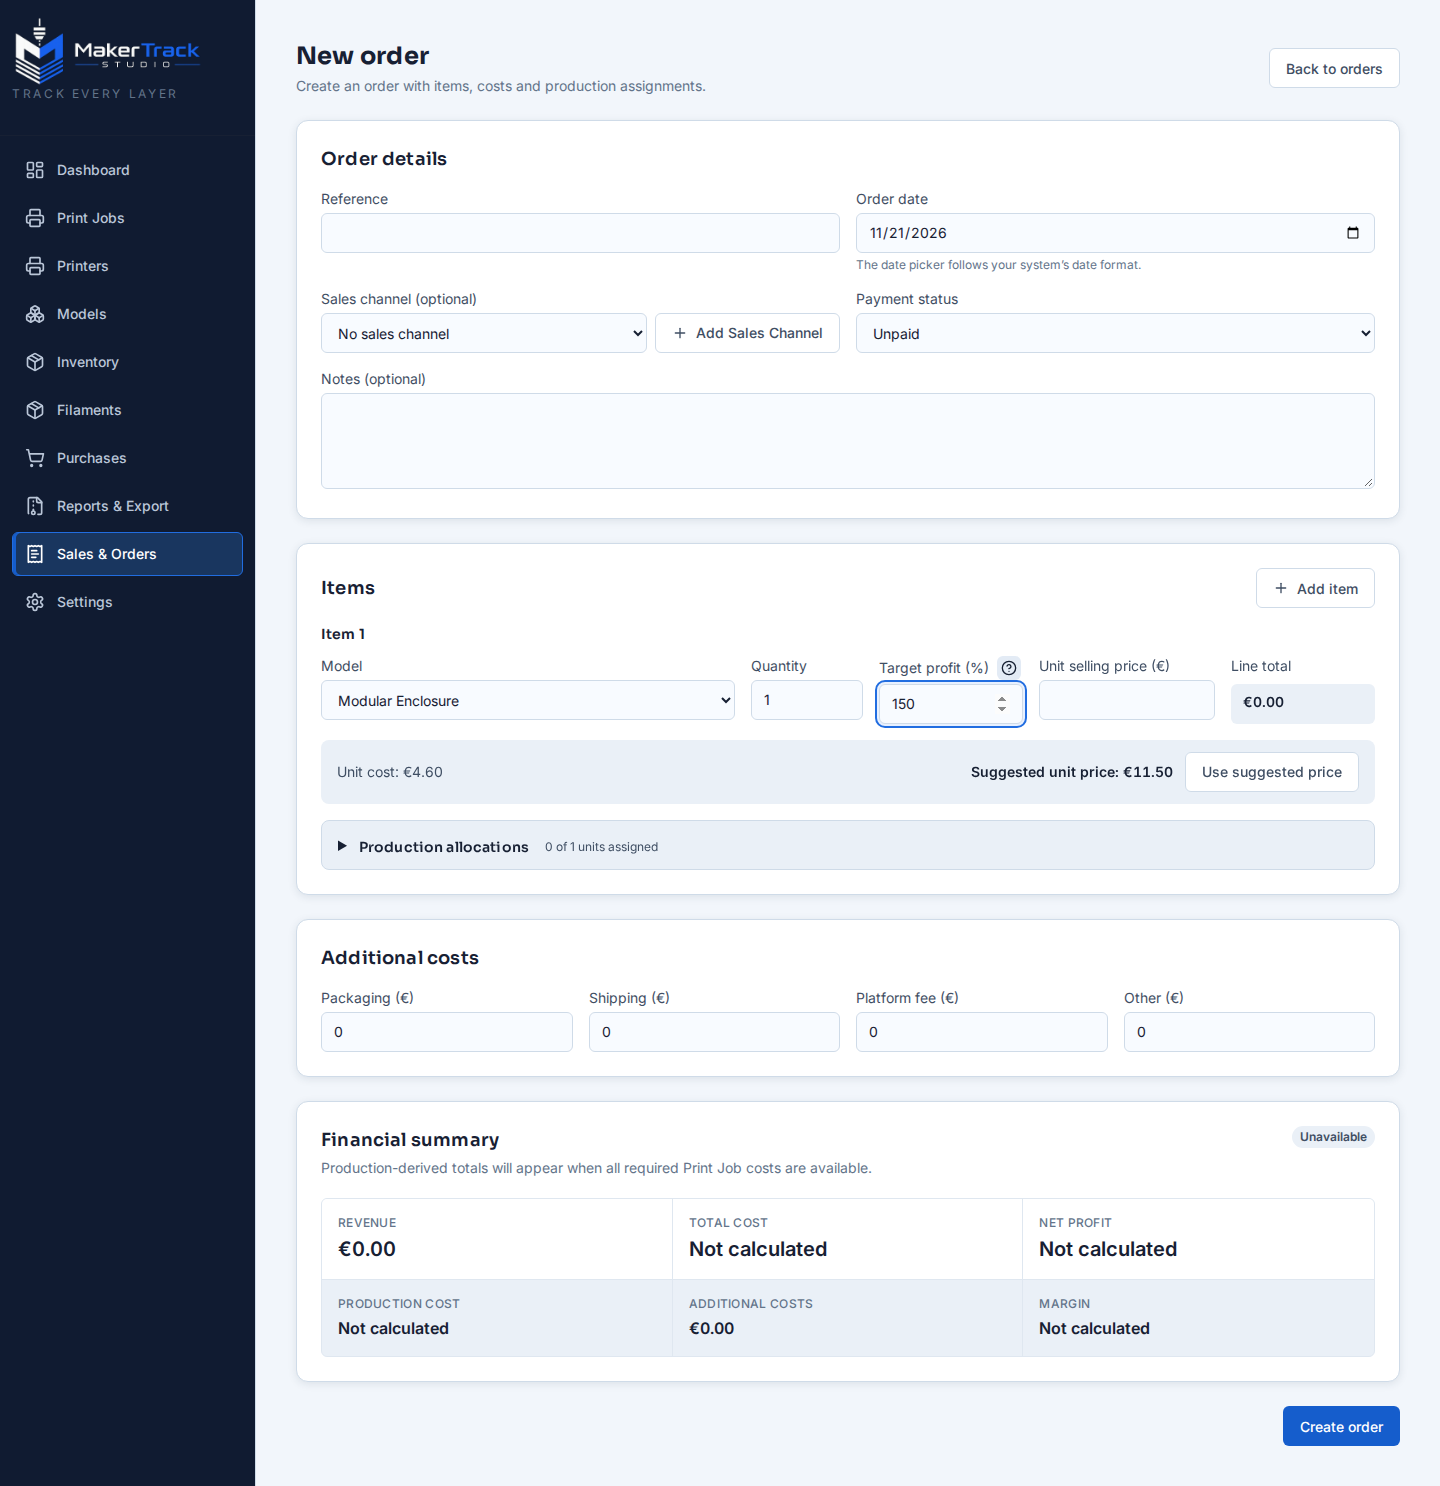 MakerTrack
STUDIO
TRACK EVERY LAYER
Dashboard
Print Jobs
Printers
Models
Inventory
Filaments
Purchases
Reports & Export
Sales & Orders
Settings
New order
Create an order with items, costs and production assignments.
Back to orders
Order details
Reference
Order date
11/21/2026
The date picker follows your system's date format.
Sales channel (optional)
No sales channel
+ Add Sales Channel
Payment status
Unpaid
Notes (optional)
Items
+ Add item
Item 1
Model
Quantity
Target profit (%)
Unit selling price (€)
Line total
Modular Enclosure
1
150
€0.00
Unit cost: €4.60
Suggested unit price: €11.50
Use suggested price
Production allocations
0 of 1 units assigned
Additional costs
Packaging (€)
Shipping (€)
Platform fee (€)
Other (€)
0
0
0
0
Financial summary
Unavailable
Production-derived totals will appear when all required Print Job costs are available.
REVENUE
€0.00
TOTAL COST
Not calculated
NET PROFIT
Not calculated
PRODUCTION COST
Not calculated
ADDITIONAL COSTS
€0.00
MARGIN
Not calculated
Create order